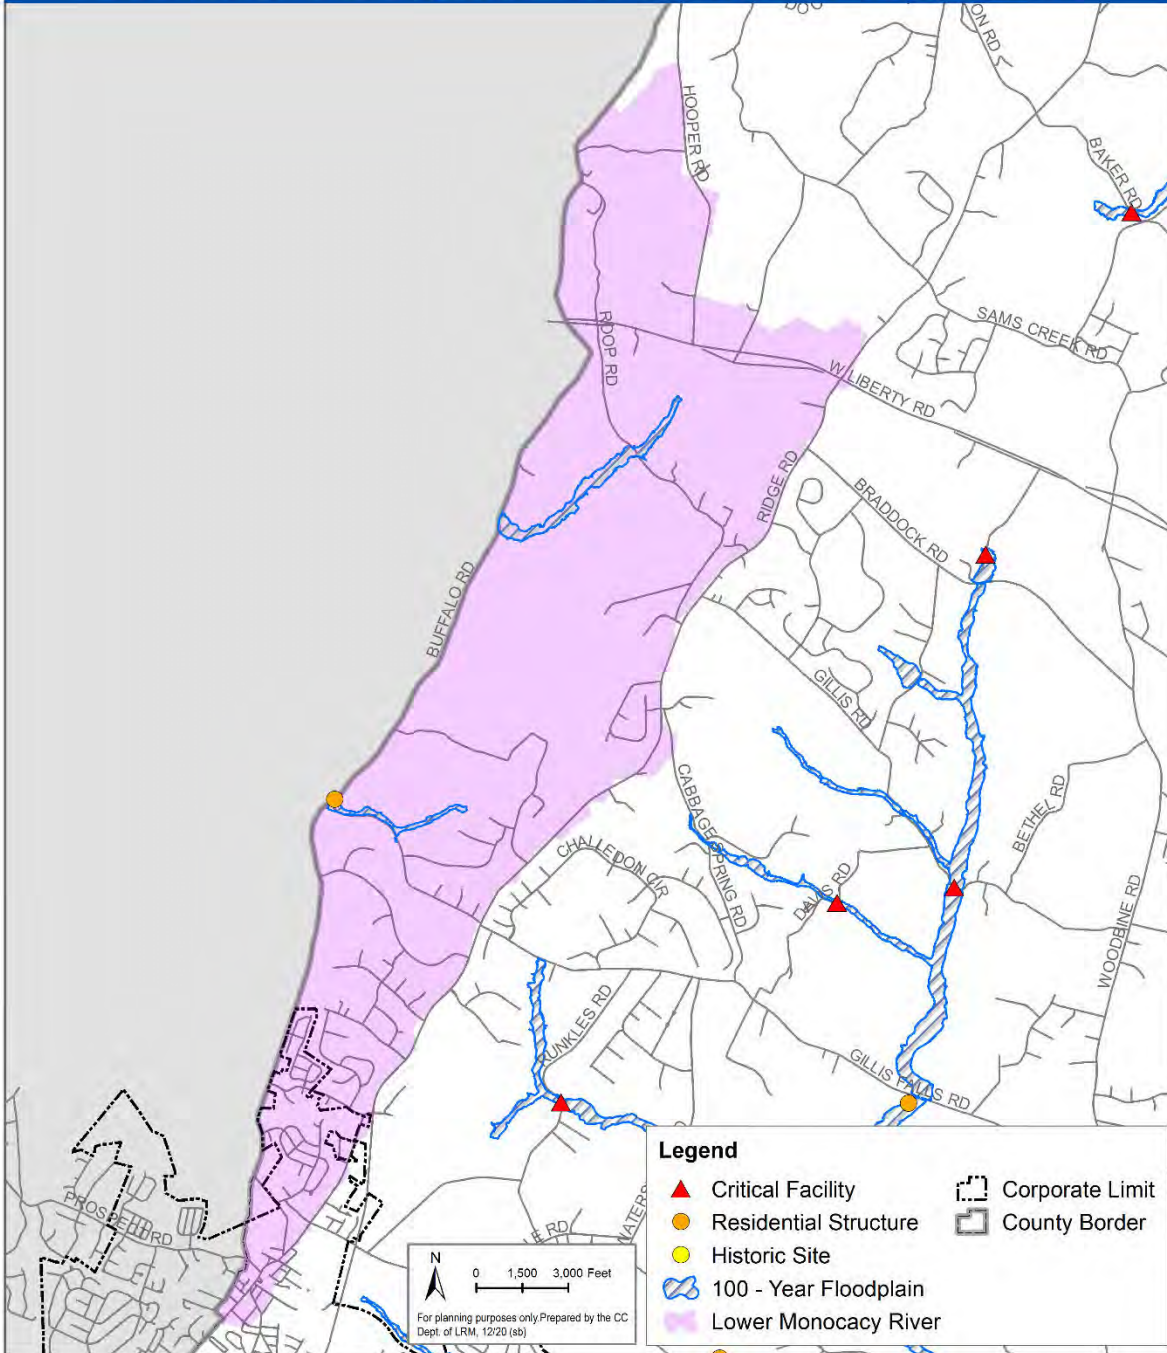 HOOPER RD
BAKER RD
SAMS CREEK RD
ROOP RD
W LIBERTY RD
RIDGE RD
BRADDOCK RD
BUFFALO RD
GILLIS RD
CABBAGE SPRING RD
BETHEL RD
CHALLEDON CIR
DAVIS RD
WOODBINE RD
RUNKLES RD
GILLIS FALLS RD
PROSPECT RD
LE RD
WATERS
Legend
Critical Facility
Residential Structure
Historic Site
100 - Year Floodplain
Lower Monocacy River
Corporate Limit
County Border
N
0 1,500 3,000 Feet
For planning purposes only.Prepared by the CC
Dept. of LRM, 12/20 (sb)